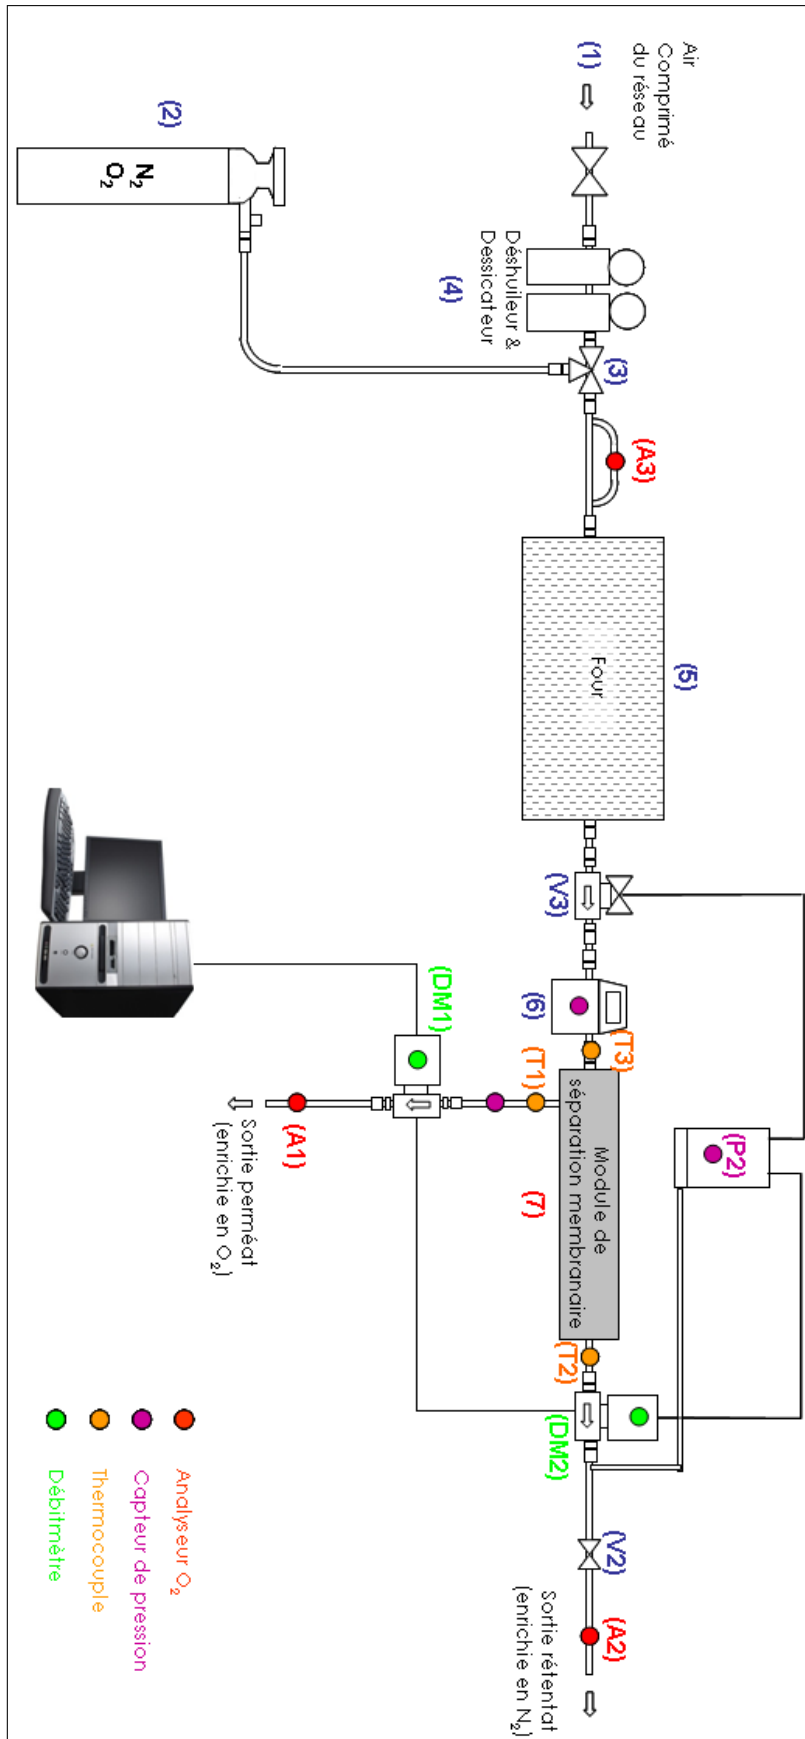 Air
Comprimé
du réseau
(1)
(2)
N2
O2
Déshuileur &
Dessicateur
(4)
(3)
(A3)
(5)
Four
(V3)
(6)
(T3)
(T1)
(DM1)
(A1)
Sortie perméat
(enrichie en O2)
Module de
séparation membranaire
(7)
(P2)
(T2)
(DM2)
(V2)
(A2)
Sortie rétentat
(enrichie en N2)
Analyseur O2
Capteur de pression
Thermocouple
Débitmètre